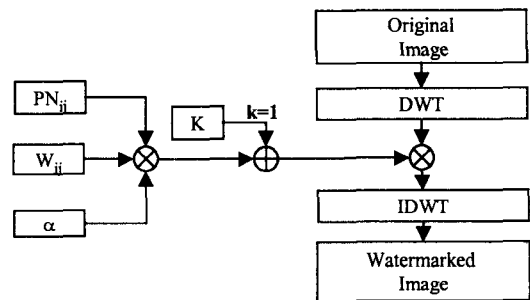 Original
Image
PN_ij
K
k=1
DWT
W_ij
α
IDWT
Watermarked
Image